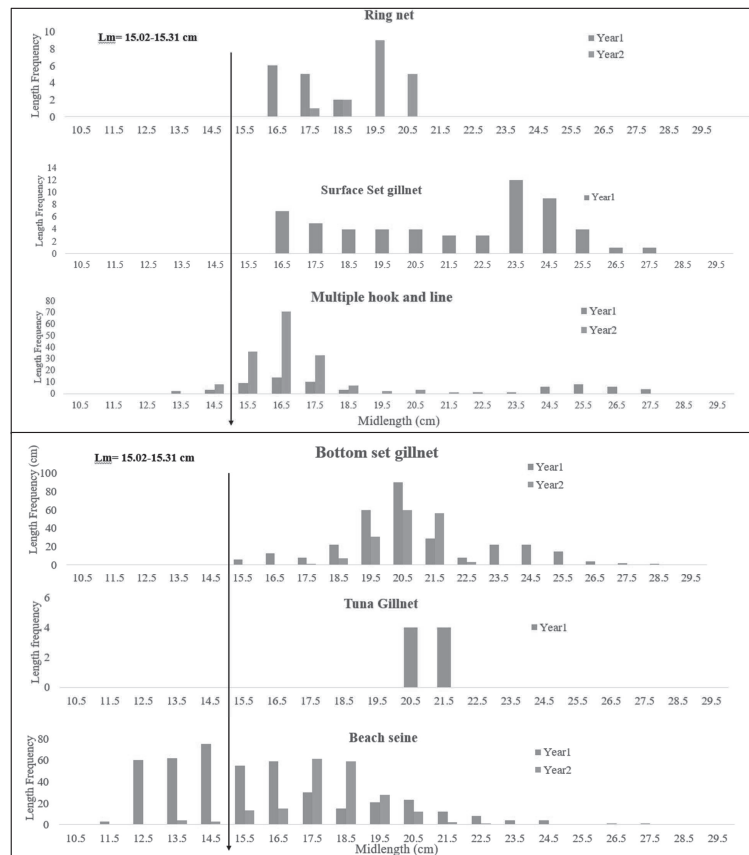 Ring net
Lm= 15.02-15.31 cm
Year1
Year2
Length Frequency
10
8
6
4
2
0
10.5 11.5 12.5 13.5 14.5 15.5 16.5 17.5 18.5 19.5 20.5 21.5 22.5 23.5 24.5 25.5 26.5 27.5 28.5 29.5
Surface Set gillnet
Year1
Length Frequency
14
12
10
8
6
4
2
0
10.5 11.5 12.5 13.5 14.5 16.5 17.5 18.5 19.5 20.5 21.5 22.5 23.5 24.5 25.5 26.5 27.5 28.5 29.5
Multiple hook and line
Year1
Year2
Length Frequency
80
70
60
50
40
30
20
10
0
10.5 11.5 12.5 13.5 14.5 15.5 16.5 17.5 18.5 19.5 20.5 21.5 22.5 23.5 24.5 25.5 26.5 27.5 28.5 29.5
Midlength (cm)
Bottom set gillnet
Lm= 15.02-15.31 cm
Year1
Year2
Length Frequency (cm)
100
80
60
40
20
0
10.5 11.5 12.5 13.5 14.5 15.5 16.5 17.5 18.5 19.5 20.5 21.5 22.5 23.5 24.5 25.5 26.5 27.5 28.5 29.5
Tuna Gillnet
Year1
Length frequency
6
4
2
0
10.5 11.5 12.5 13.5 14.5 15.5 16.5 17.5 18.5 19.5 20.5 21.5 22.5 23.5 24.5 25.5 26.5 27.5 28.5 29.5
Beach seine
Year1
Year2
Length Frequency
80
60
40
20
0
10.5 11.5 12.5 13.5 14.5 15.5 16.5 17.5 18.5 19.5 20.5 21.5 22.5 23.5 24.5 25.5 26.5 27.5 28.5 29.5
Midlength (cm)